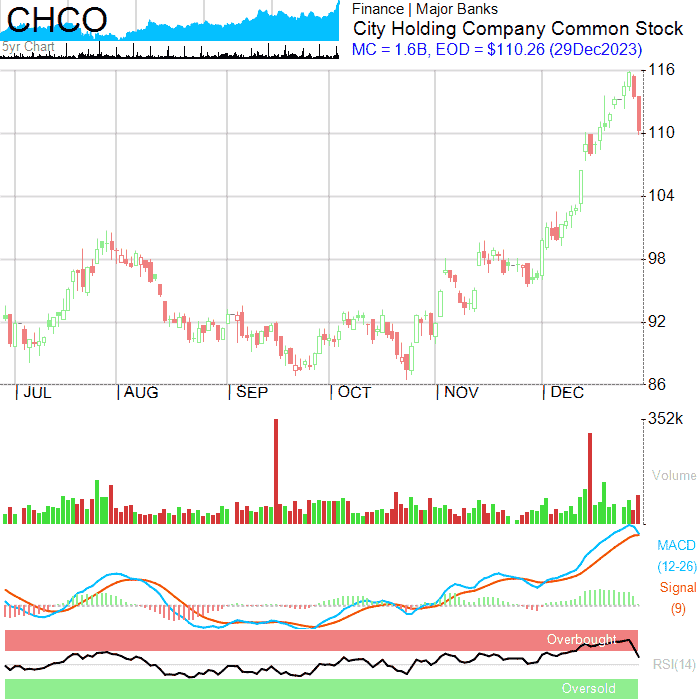 CHCO
5yr Chart
Finance | Major Banks
City Holding Company Common Stock
MC = 1.6B, EOD = $110.26 (29Dec2023)
116
110
104
98
92
86
JUL AUG SEP OCT NOV DEC
352k
Volume
MACD
(12-26)
Signal
(9)
Overbought
RSI(14)
Oversold